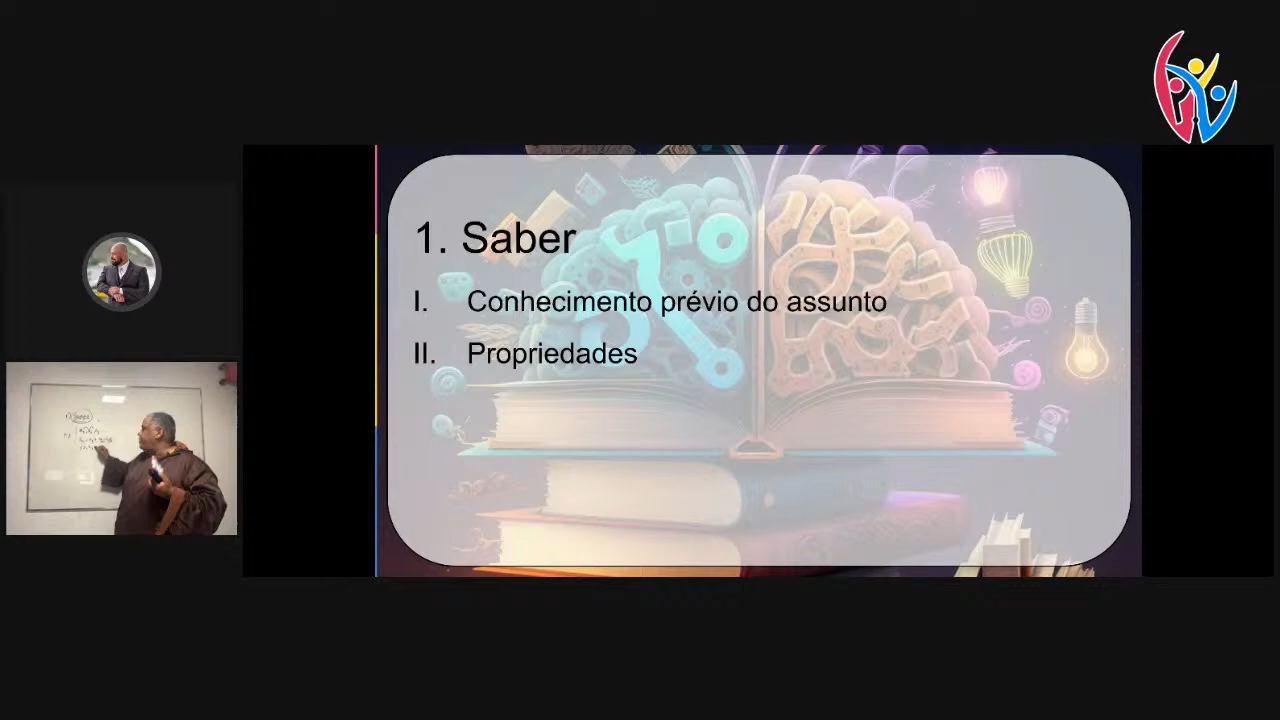 1. Saber
I. Conhecimento prévio do assunto
II. Propriedades